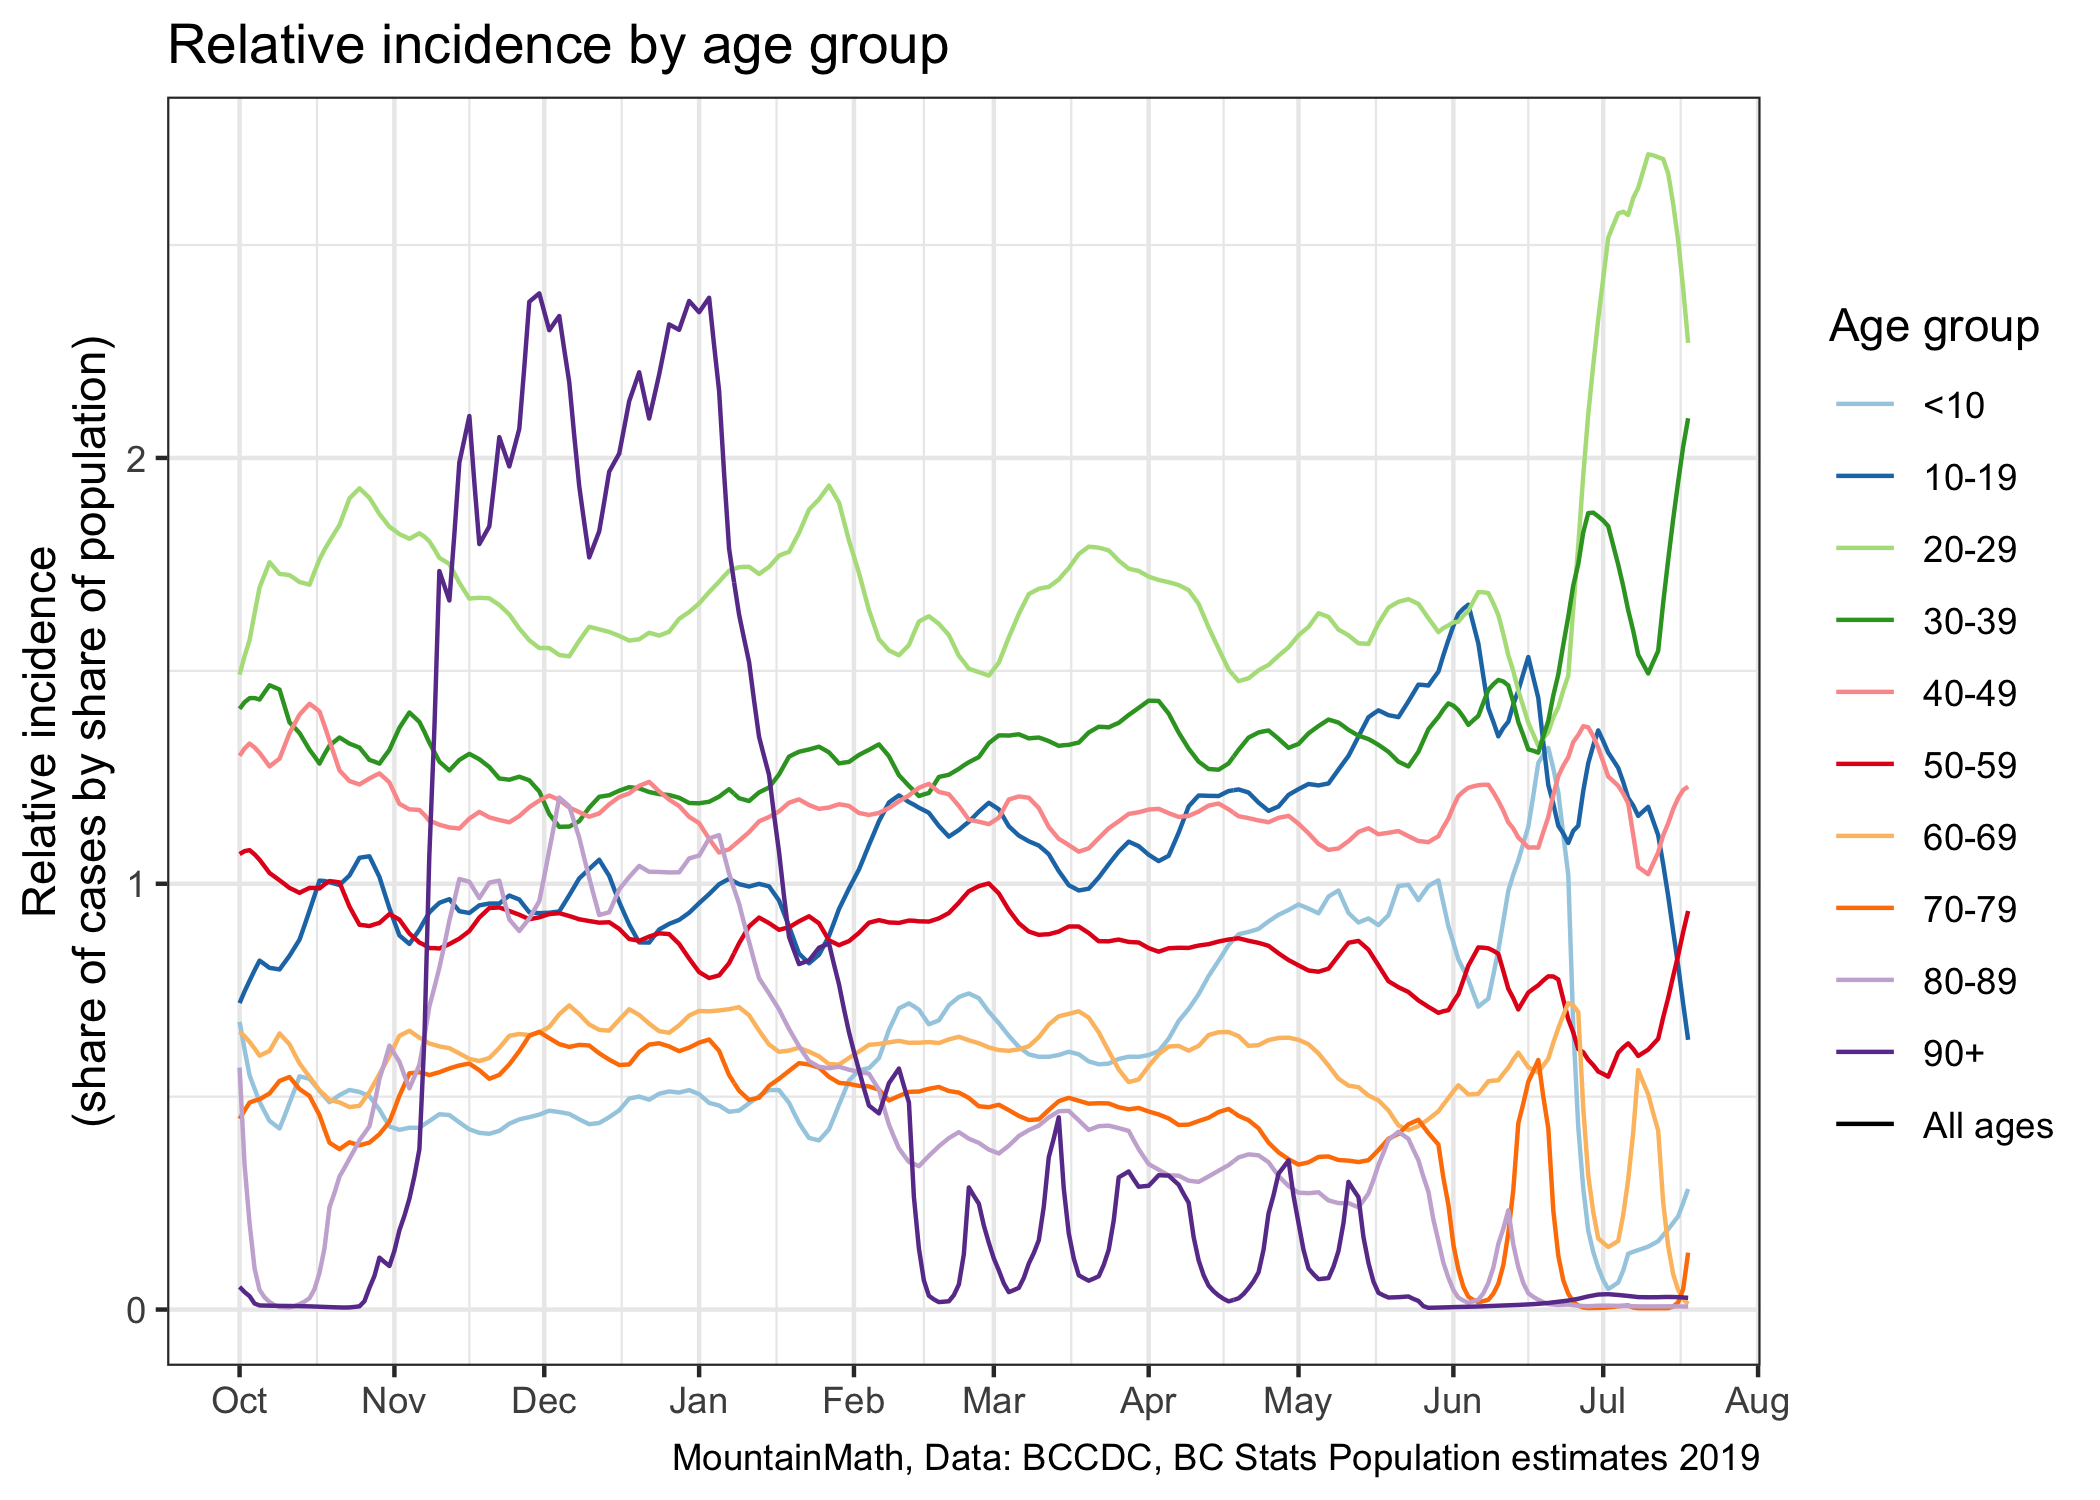 Relative incidence by age group
Relative incidence
(share of cases by share of population)
2
1
0
Oct Nov Dec Jan Feb Mar Apr May Jun Jul Aug
Age group
<10
10-19
20-29
30-39
40-49
50-59
60-69
70-79
80-89
90+
All ages
MountainMath, Data: BCCDC, BC Stats Population estimates 2019